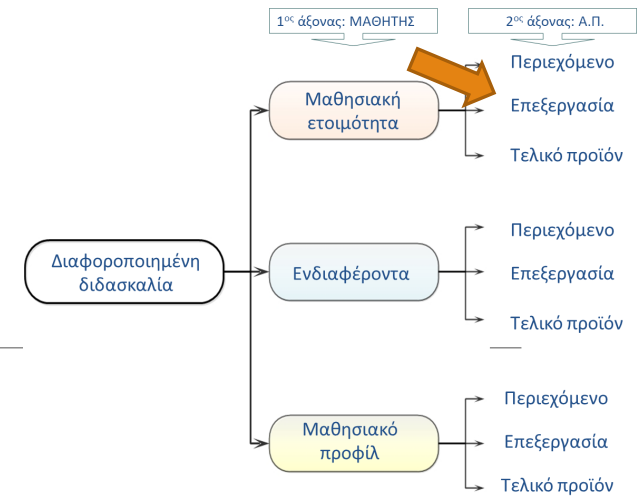 1ος άξονας: ΜΑΘΗΤΗΣ
2ος άξονας: Α.Π.
Μαθησιακή
ετοιμότητα
Περιεχόμενο
Επεξεργασία
Τελικό προϊόν
Διαφοροποιημένη
διδασκαλία
Ενδιαφέροντα
Περιεχόμενο
Επεξεργασία
Τελικό προϊόν
Μαθησιακό
προφίλ
Περιεχόμενο
Επεξεργασία
Τελικό προϊόν